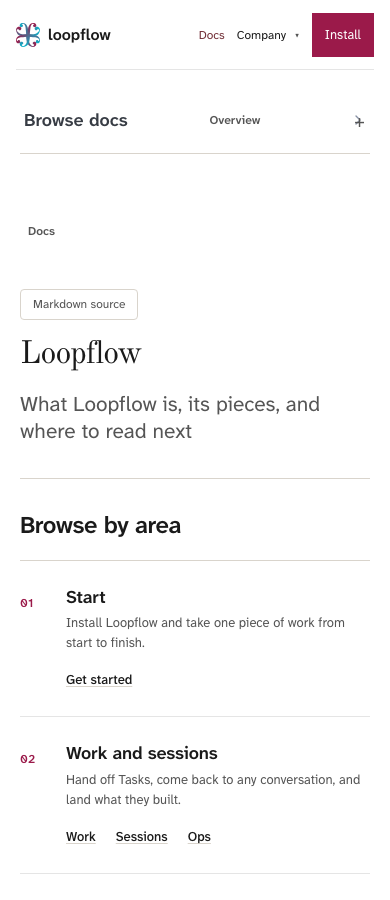 loopflow
Docs
Company
Install
Browse docs
Overview
Docs
Markdown source
Loopflow
What Loopflow is, its pieces, and
where to read next
Browse by area
01
Start
Install Loopflow and take one piece of work from
start to finish.
Get started
02
Work and sessions
Hand off Tasks, come back to any conversation, and
land what they built.
Work Sessions Ops